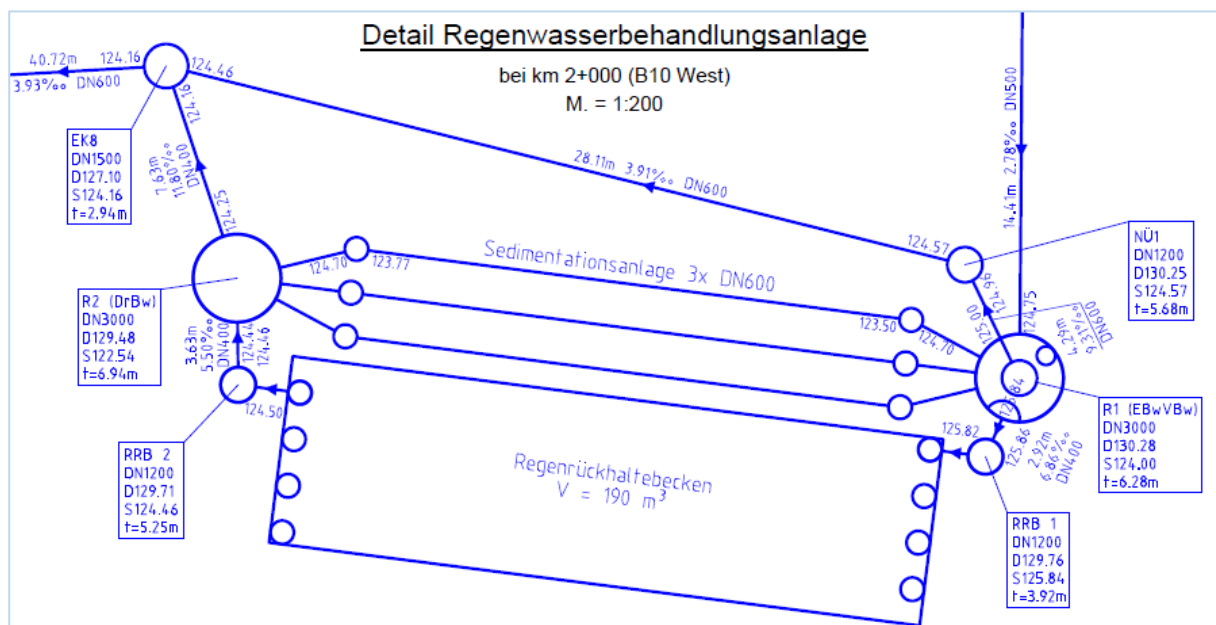 Detail Regenwasserbehandlungsanlage
bei km 2+000 (B10 West)
M. = 1:200
40.72m
124.16
3.93‰ DN600
124.46
124.16
EK8
DN1500
D127.10
S124.16
t=2.94m
7.63m
11.80‰
DN400
124.25
28.11m 3.91‰ DN600
14.41m 2.78‰ DN500
124.57
NÜ1
DN1200
D130.25
S124.57
t=5.68m
124.96
125.00
124.75
4.29m
9.31‰
DN600
Sedimentationsanlage 3x DN600
124.70
123.77
123.50
124.70
R2 (DrBw)
DN3000
D129.48
S122.54
t=6.94m
3.63m
5.50‰
DN400
124.44
124.46
124.50
125.84
R1 (EBwVBw)
DN3000
D130.28
S124.00
t=6.28m
125.82
125.86
2.92m
6.86‰
DN400
RRB 2
DN1200
D129.71
S124.46
t=5.25m
Regenrückhaltebecken
V = 190 m³
RRB 1
DN1200
D129.76
S125.84
t=3.92m